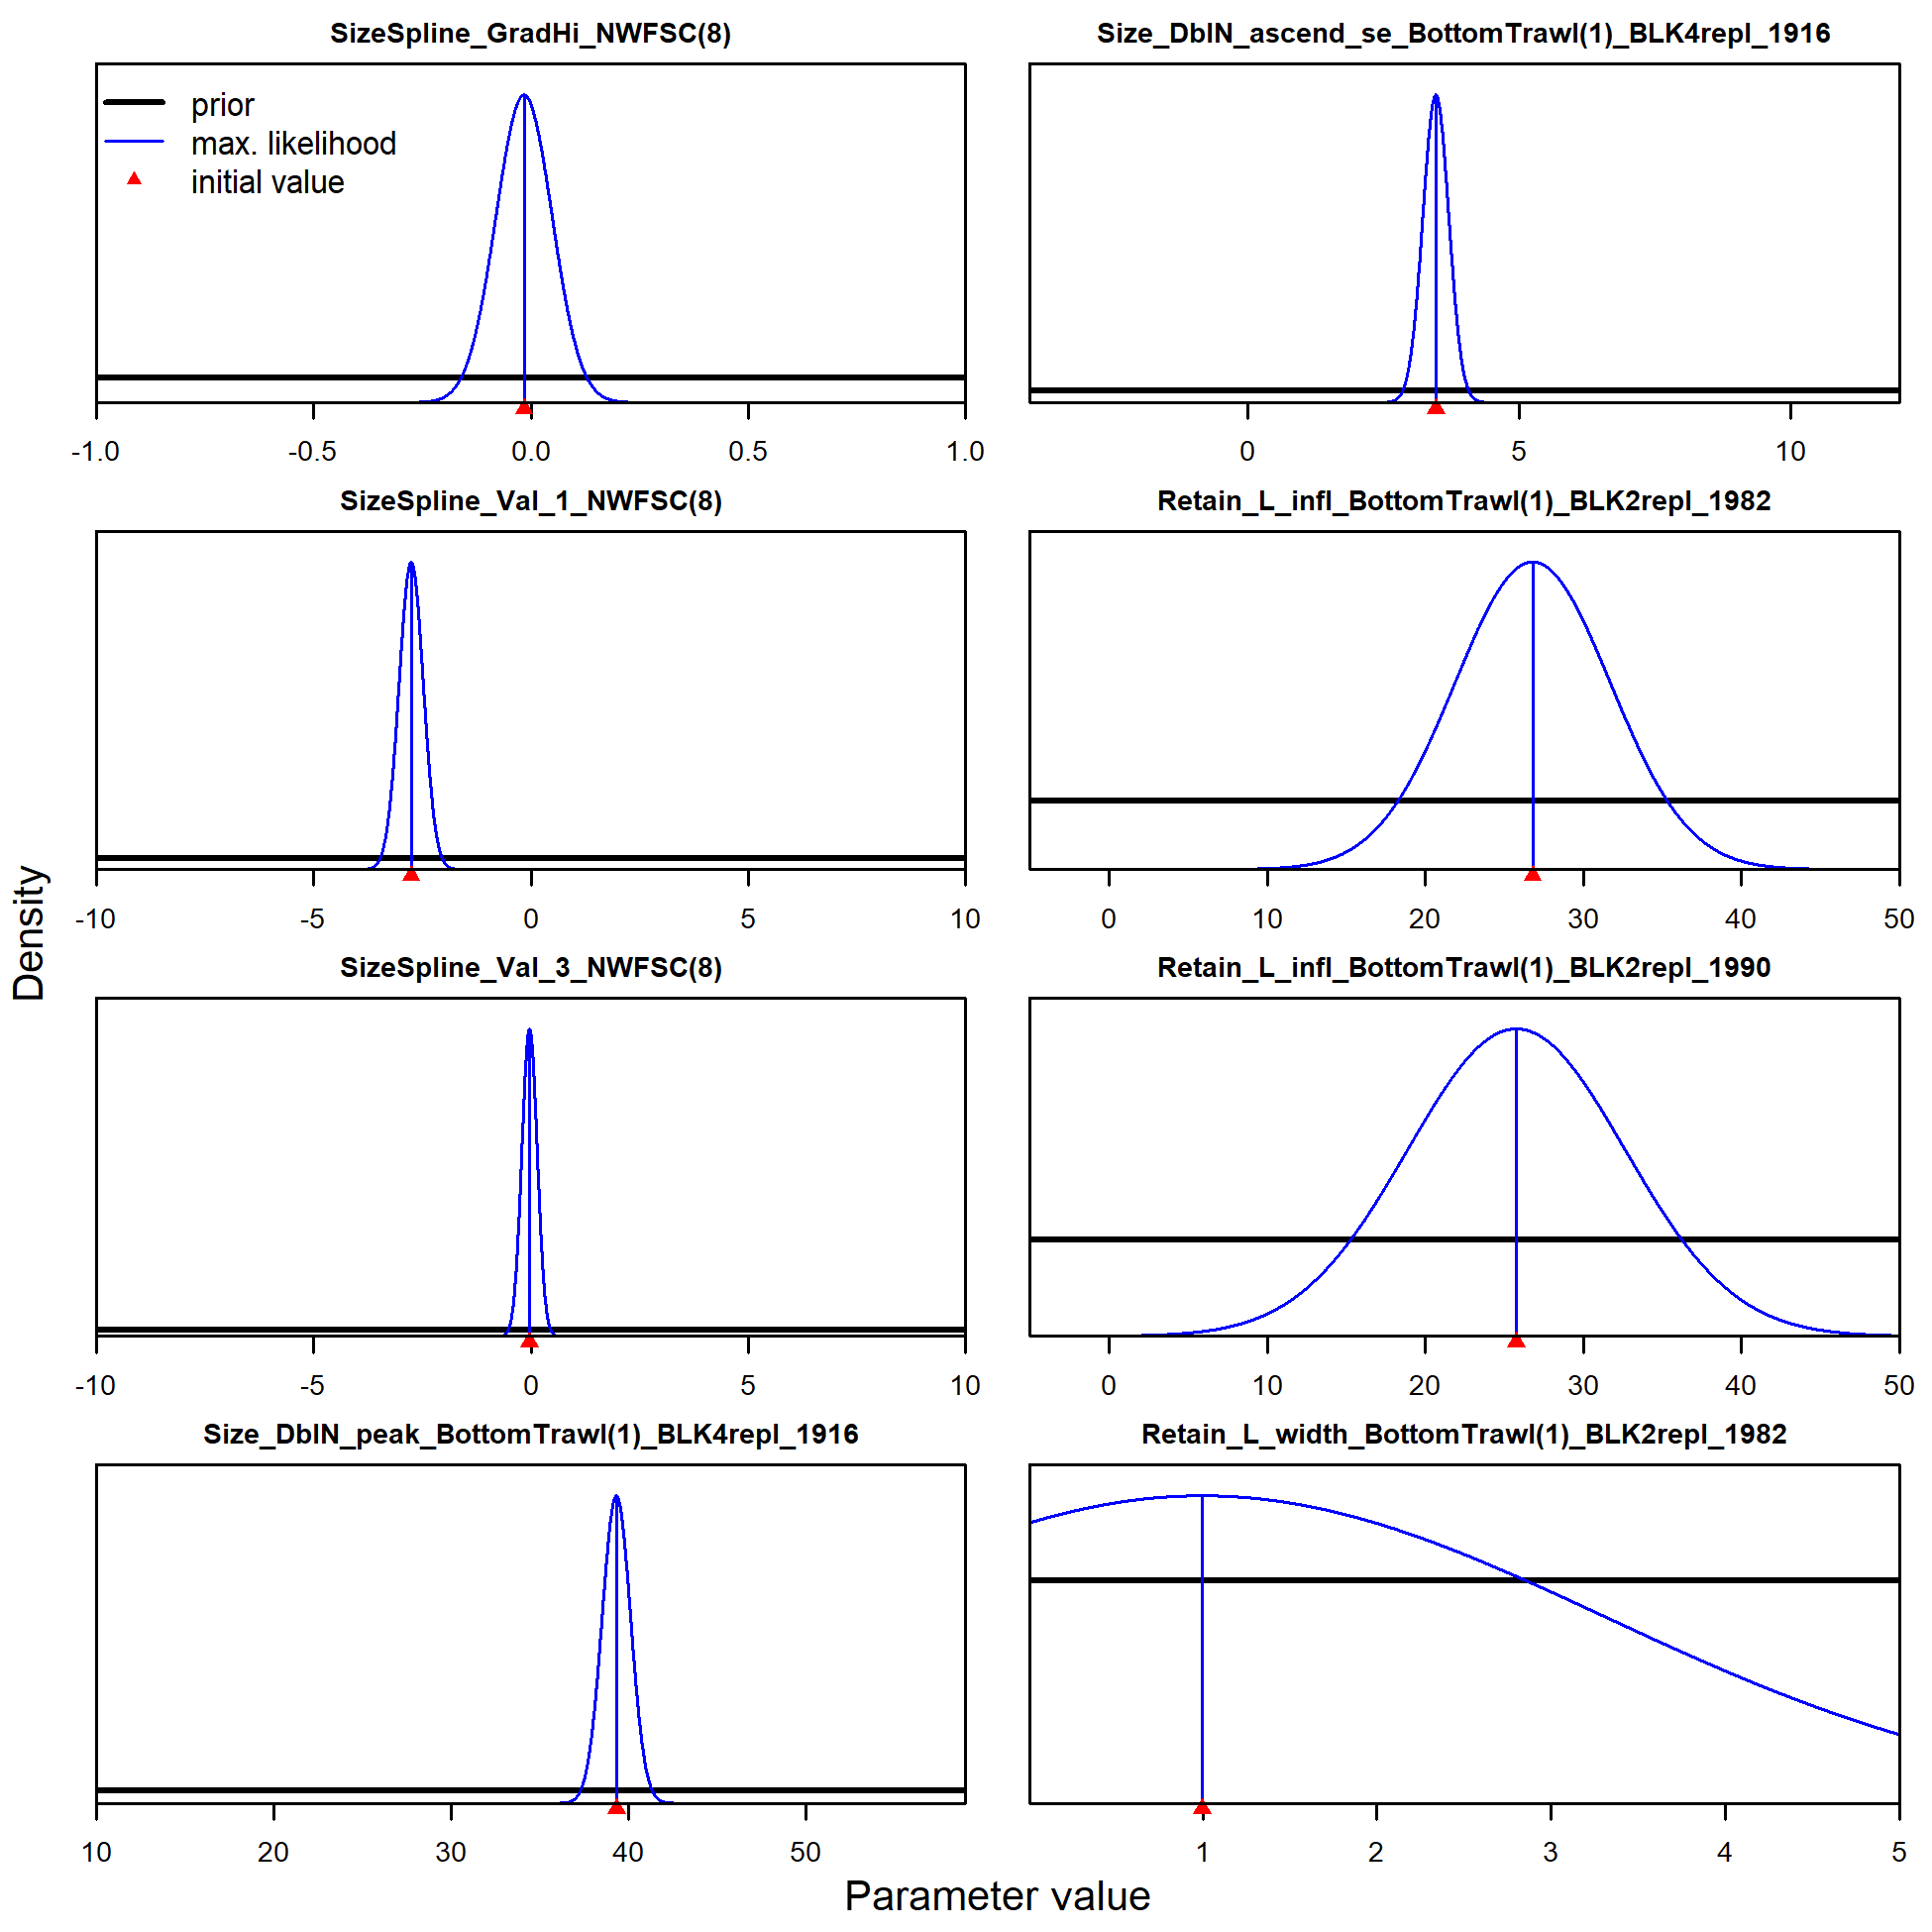 SizeSpline_GradHi_NWFSC(8)
prior
max. likelihood
initial value
-1.0 -0.5 0.0 0.5 1.0
Size_DblN_ascend_se_BottomTrawl(1)_BLK4repl_1916
0 5 10
SizeSpline_Val_1_NWFSC(8)
-10 -5 0 5 10
Retain_L_infl_BottomTrawl(1)_BLK2repl_1982
0 10 20 30 40 50
SizeSpline_Val_3_NWFSC(8)
-10 -5 0 5 10
Retain_L_infl_BottomTrawl(1)_BLK2repl_1990
0 10 20 30 40 50
Size_DblN_peak_BottomTrawl(1)_BLK4repl_1916
10 20 30 40 50
Retain_L_width_BottomTrawl(1)_BLK2repl_1982
1 2 3 4 5
Density
Parameter value